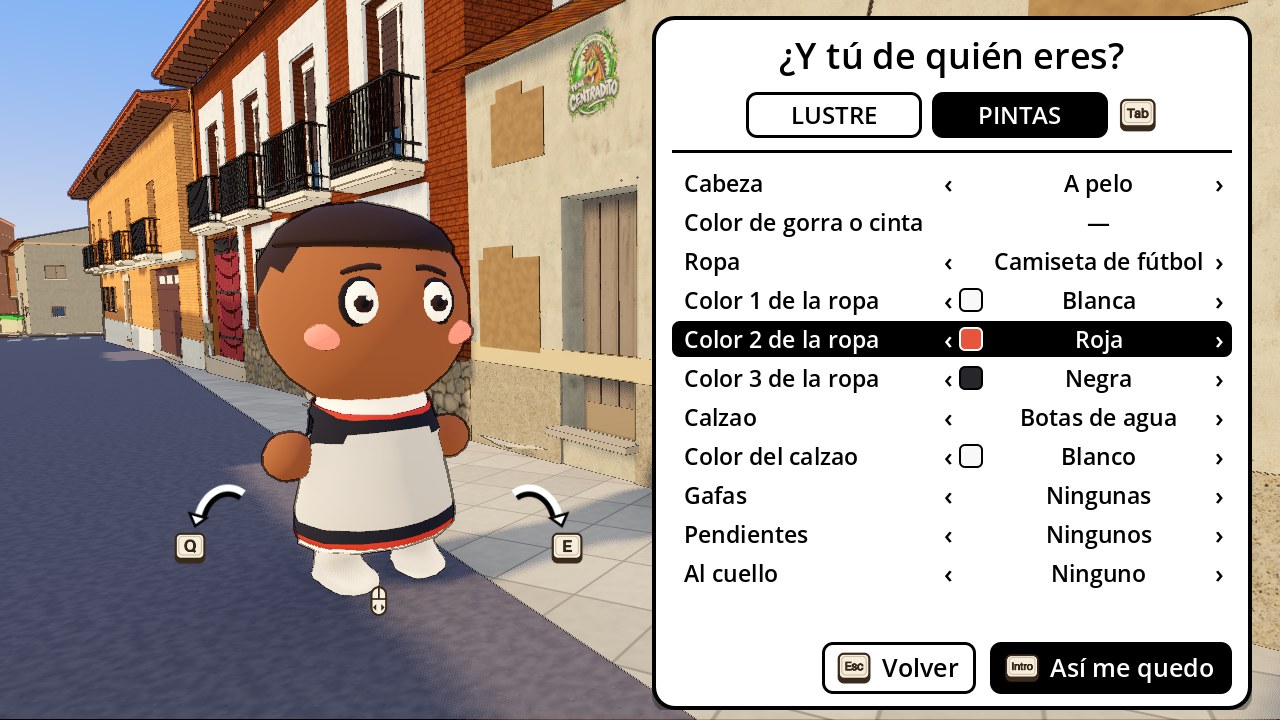 ¿Y tú de quién eres?
LUSTRE PINTAS Tab
Cabeza ‹ A pelo ›
Color de gorra o cinta —
Ropa ‹ Camiseta de fútbol ›
Color 1 de la ropa ‹ Blanca ›
Color 2 de la ropa ‹ Roja ›
Color 3 de la ropa ‹ Negra ›
Calzao ‹ Botas de agua ›
Color del calzao ‹ Blanco ›
Gafas ‹ Ningunas ›
Pendientes ‹ Ningunos ›
Al cuello ‹ Ninguno ›
Esc Volver Intro Así me quedo
PEÑA
CENTRADITO
Q E